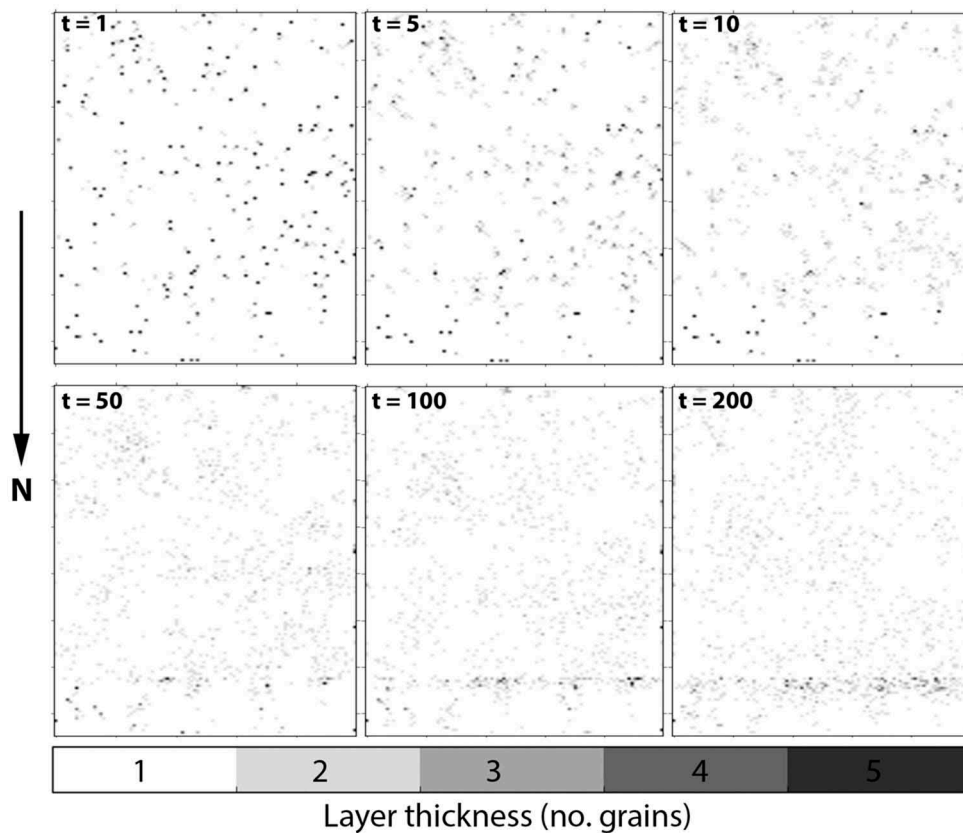 t = 1
t = 5
t = 10
N
t = 50
t = 100
t = 200
1 2 3 4 5
Layer thickness (no. grains)